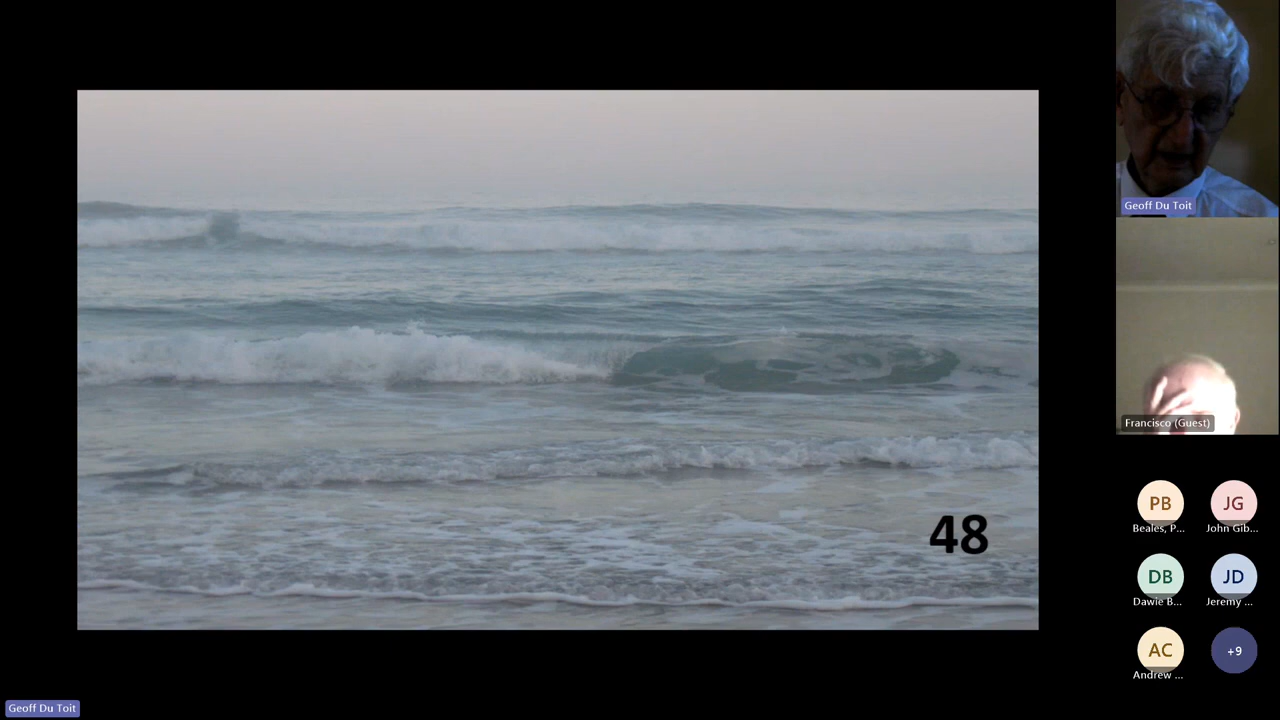 48
Geoff Du Toit
Francisco (Guest)
PB
Beales, P...
JG
John Gib...
DB
Dawie B...
JD
Jeremy ...
AC
Andrew ...
+9
Geoff Du Toit